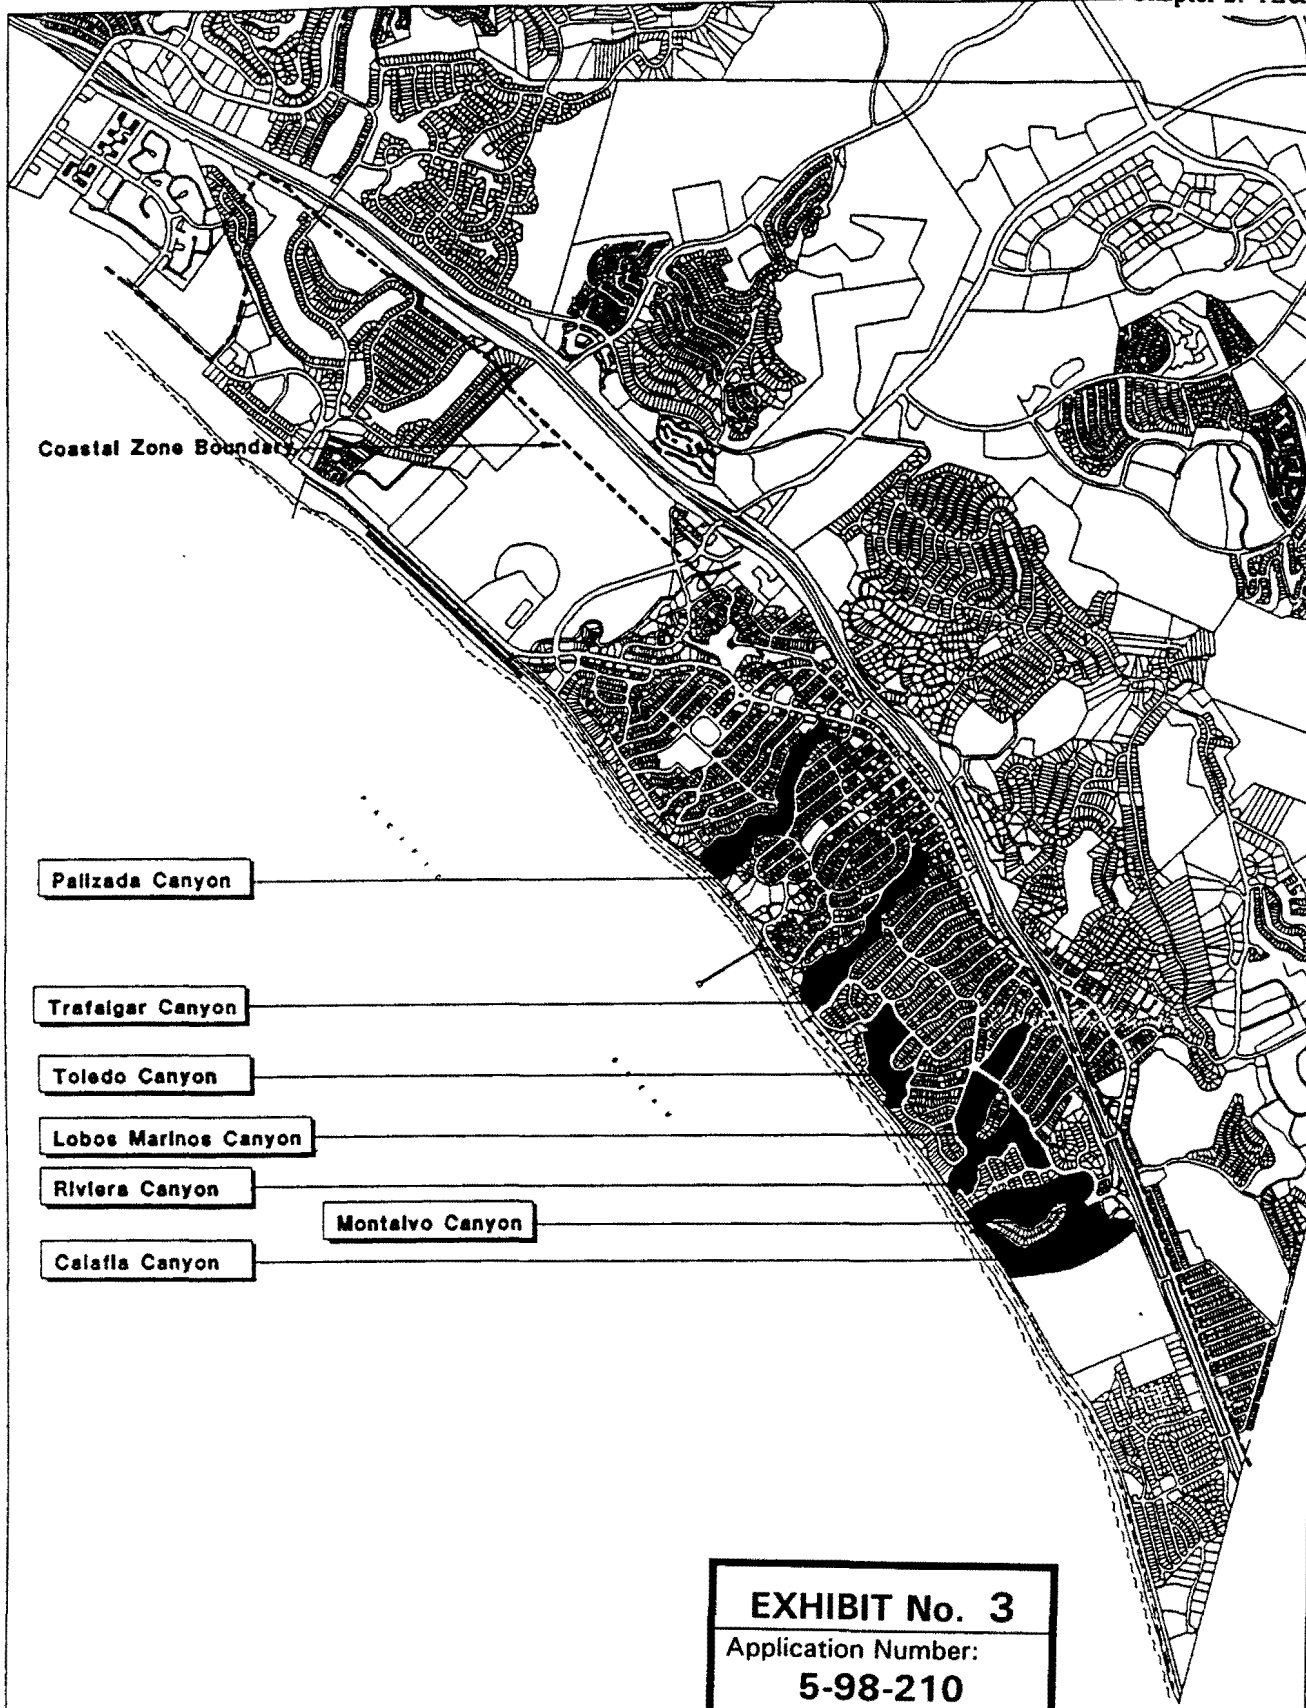 Coastal Zone Boundary
Palizada Canyon
Trafalgar Canyon
Toledo Canyon
Lobos Marinos Canyon
Riviera Canyon
Montalvo Canyon
Calafia Canyon
EXHIBIT No. 3
Application Number:
5-98-210